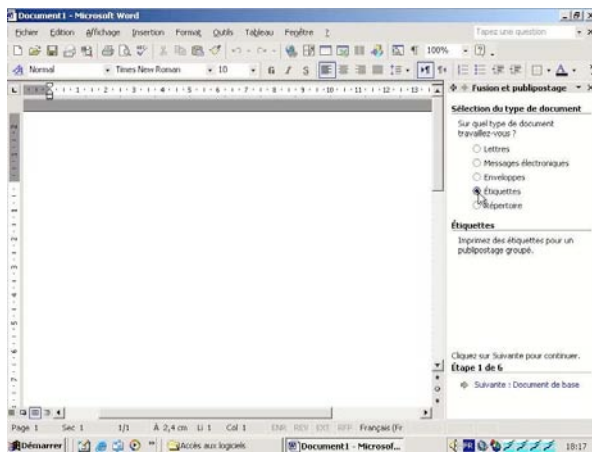 Document1 - Microsoft Word
Fichier Edition Affichage Insertion Format Outils Tableau Fenêtre ?
Tapez une question
100%
Normal Times New Roman 10 G I S
Fusion et publipostage
Sélection du type de document
Sur quel type de document
travaillez-vous ?
Lettres
Messages électroniques
Enveloppes
Étiquettes
Répertoire
Étiquettes
Imprimez des étiquettes pour un
publipostage groupé.
Cliquez sur Suivante pour continuer.
Étape 1 de 6
Suivante : Document de base
Page 1 Sec 1 1/1 À 2,4 cm Li 1 Col 1 ENR REV EXT RFP Français (Fr
Démarrer Accès aux logiciels Document1 - Microsof... FR 18:17